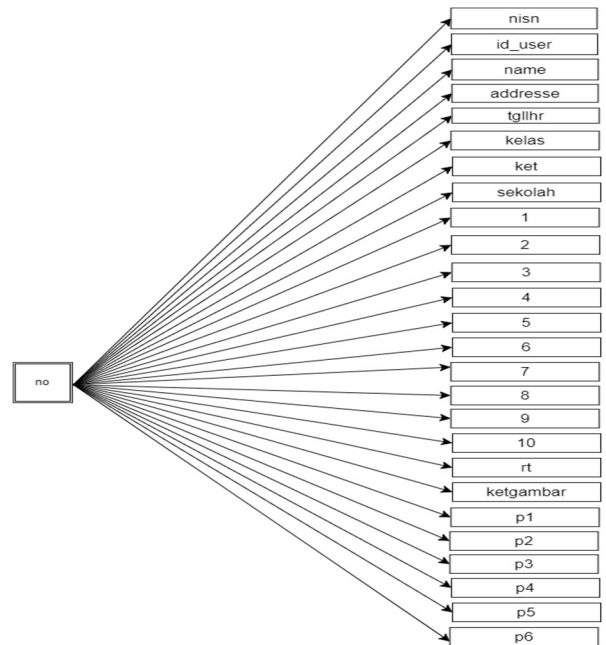 nisn
id_user
name
addresse
tgllhr
kelas
ket
sekolah
1
2
3
4
5
6
no
7
8
9
10
rt
ketgambar
p1
p2
p3
p4
p5
p6